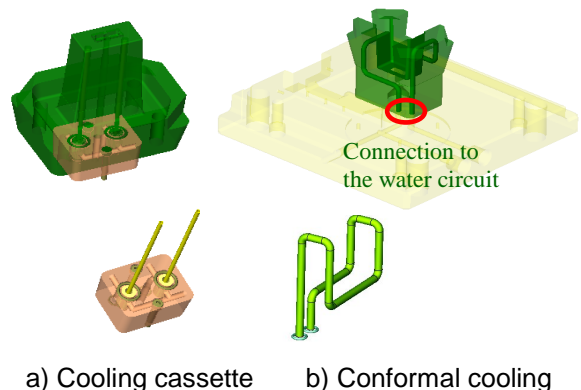 Connection to
the water circuit
a) Cooling cassette
b) Conformal cooling